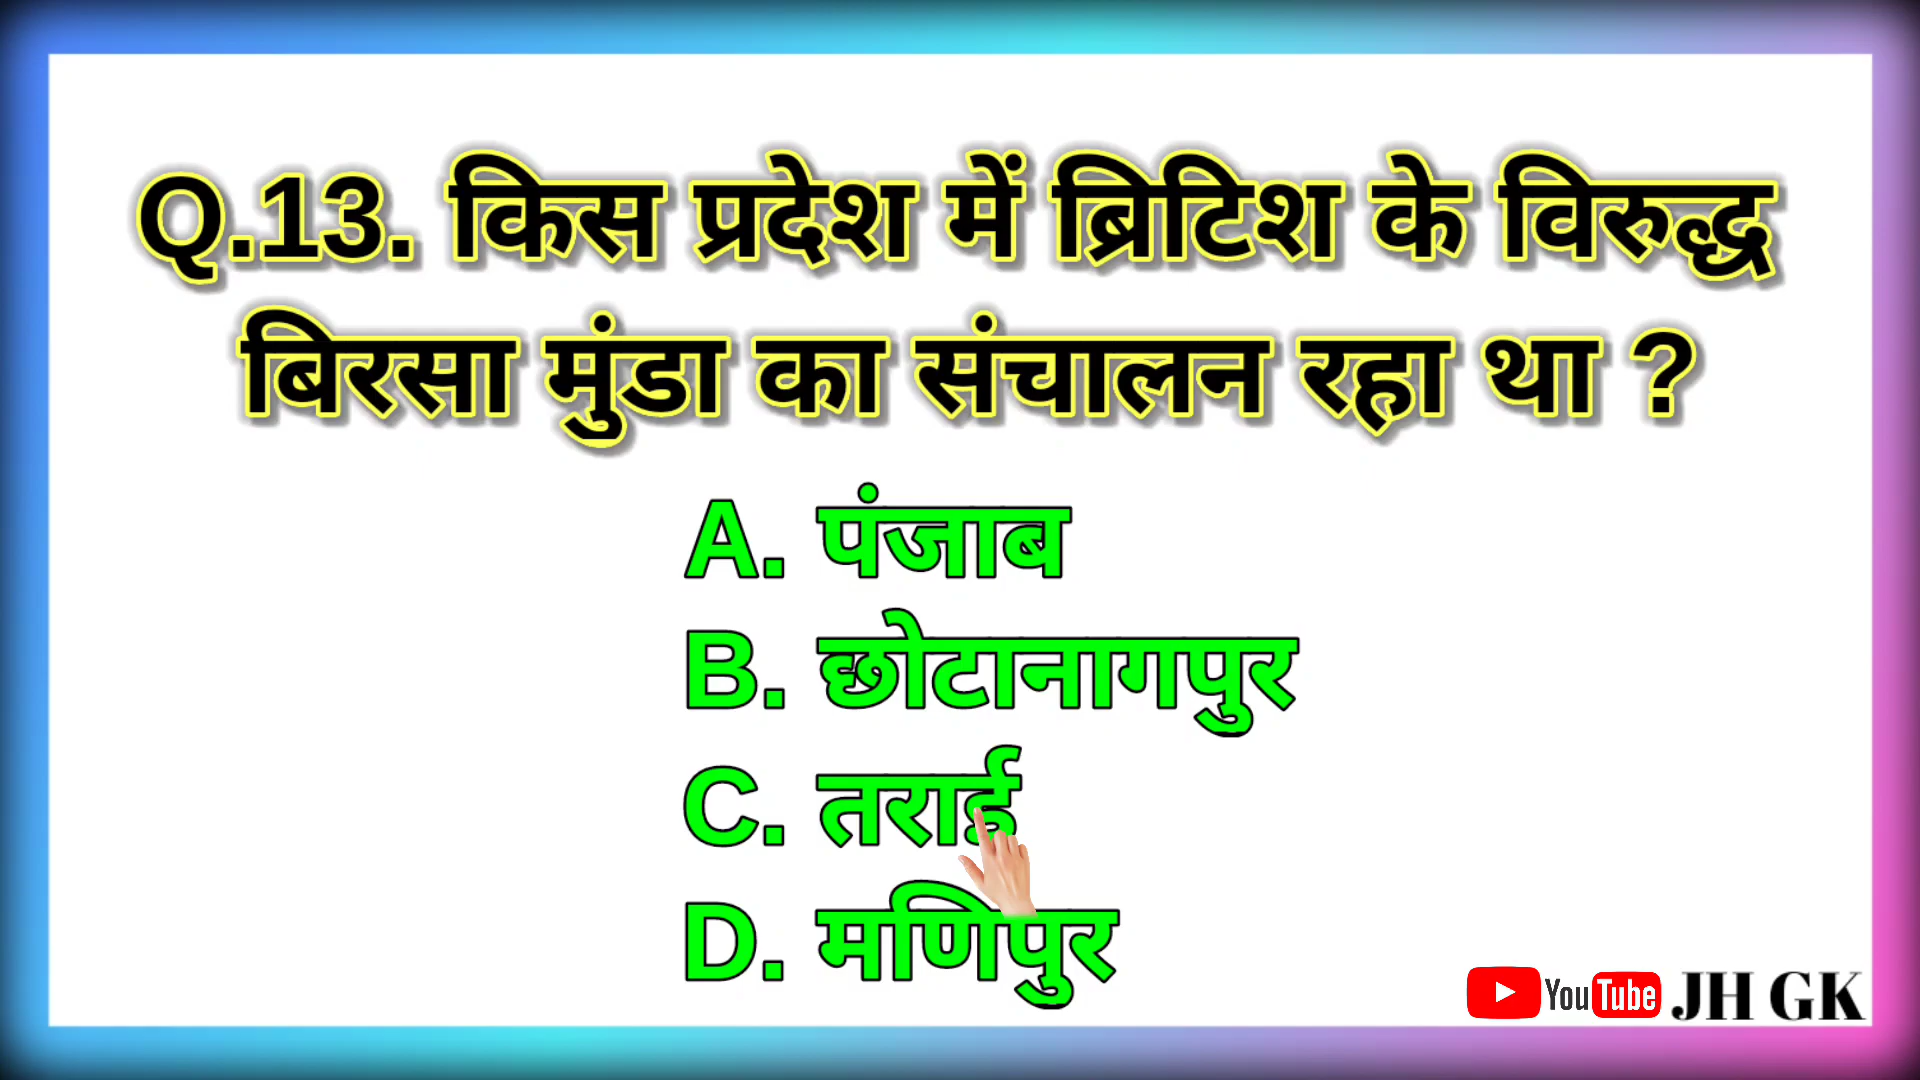 Q.13. किस प्रदेश में ब्रिटिश के विरुद्ध
बिरसा मुंडा का संचालन रहा था ?
A. पंजाब
B. छोटानागपुर
C. तराई
D. मणिपुर
YouTube JH GK